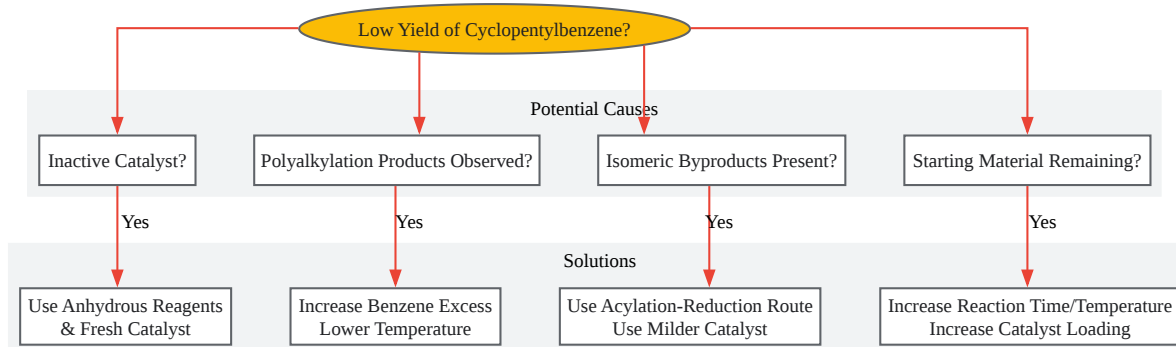 Low Yield of Cyclopentylbenzene?
Potential Causes
Inactive Catalyst?
Polyalkylation Products Observed?
Isomeric Byproducts Present?
Starting Material Remaining?
Yes
Yes
Yes
Yes
Solutions
Use Anhydrous Reagents
& Fresh Catalyst
Increase Benzene Excess
Lower Temperature
Use Acylation-Reduction Route
Use Milder Catalyst
Increase Reaction Time/Temperature
Increase Catalyst Loading